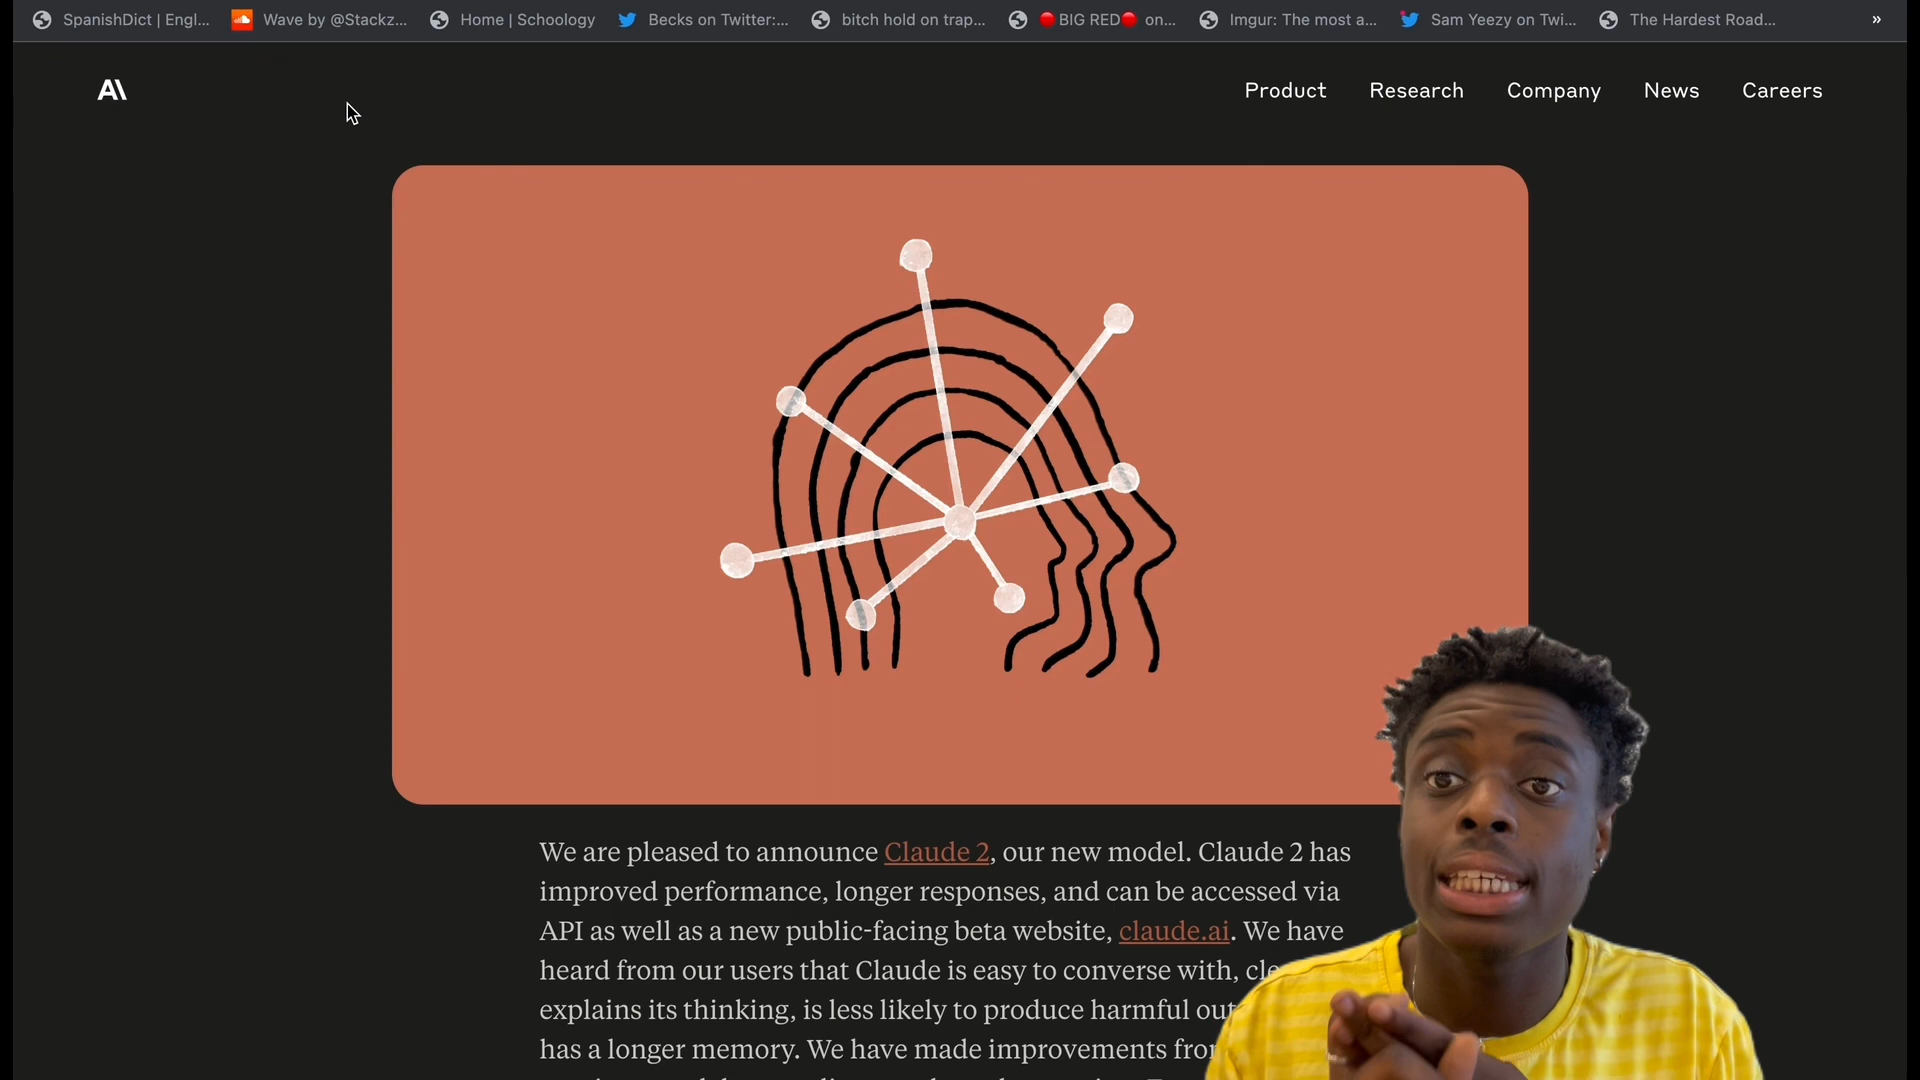 SpanishDict | Engl...
Wave by @Stackz...
Home | Schoology
Becks on Twitter:...
bitch hold on trap...
🔴BIG RED🔴 on...
Imgur: The most a...
Sam Yeezy on Twi...
The Hardest Road...
»
A\
Product
Research
Company
News
Careers
We are pleased to announce Claude 2, our new model. Claude 2 has
improved performance, longer responses, and can be accessed via
API as well as a new public-facing beta website, claude.ai. We have
heard from our users that Claude is easy to converse with,
explains its thinking, is less likely to produce harmful
has a longer memory. We have made improvements